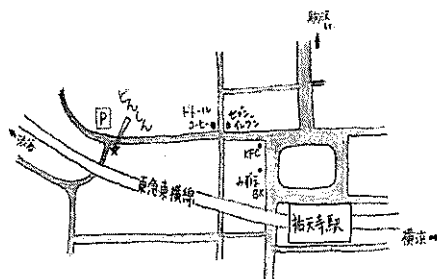 駒沢
P
とんしん
ドトール
コーヒー
セブン
イレブン
渋谷
KFC
みずほ
BK
東急東横線
祐天寺駅
横浜